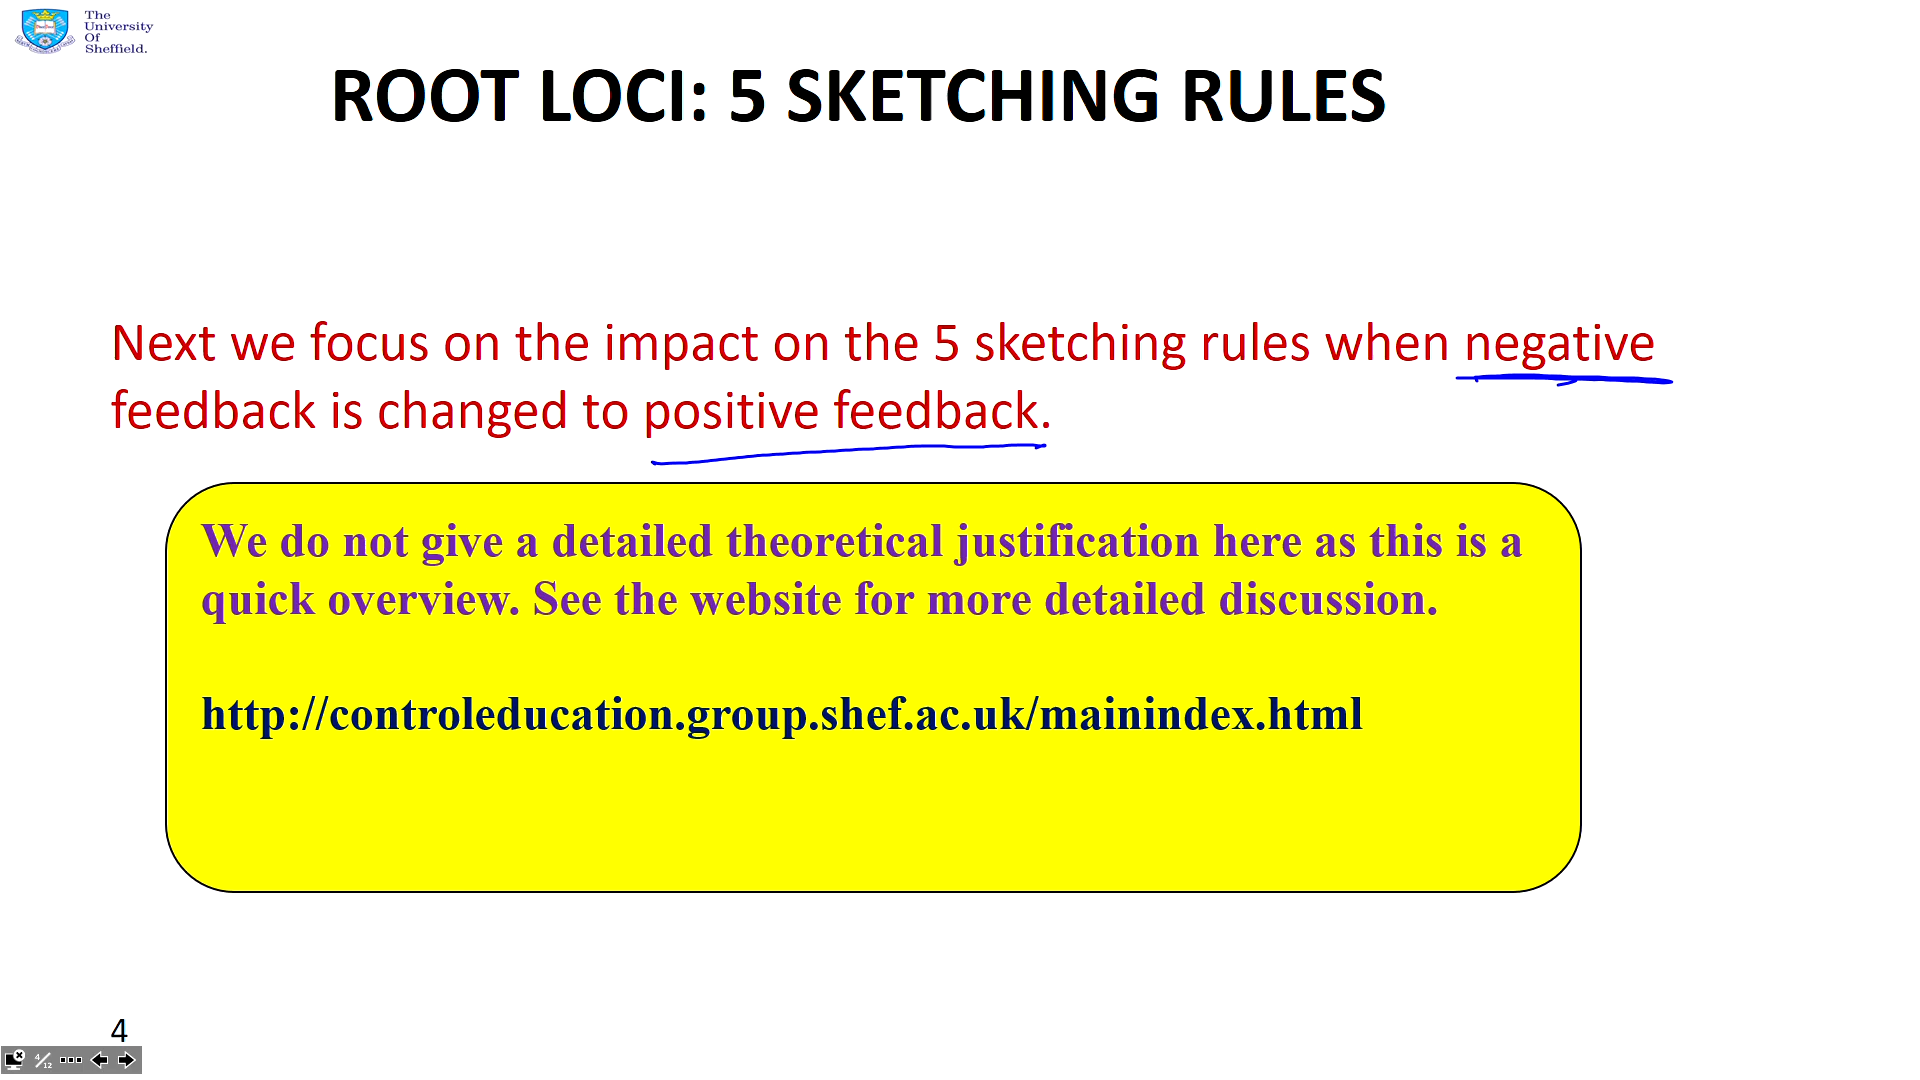 The
University
Of
Sheffield.
ROOT LOCI: 5 SKETCHING RULES
Next we focus on the impact on the 5 sketching rules when negative
feedback is changed to positive feedback.
We do not give a detailed theoretical justification here as this is a
quick overview. See the website for more detailed discussion.
http://controleducation.group.shef.ac.uk/mainindex.html
4
4/12